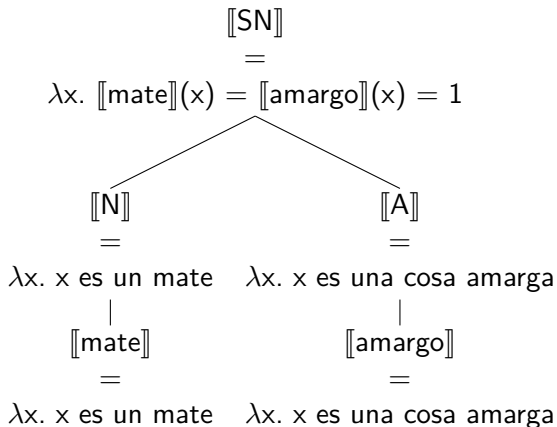 ⟦SN⟧
=
λx. ⟦mate⟧(x) = ⟦amargo⟧(x) = 1
⟦N⟧ ⟦A⟧
= =
λx. x es un mate λx. x es una cosa amarga
⟦mate⟧ ⟦amargo⟧
= =
λx. x es un mate λx. x es una cosa amarga